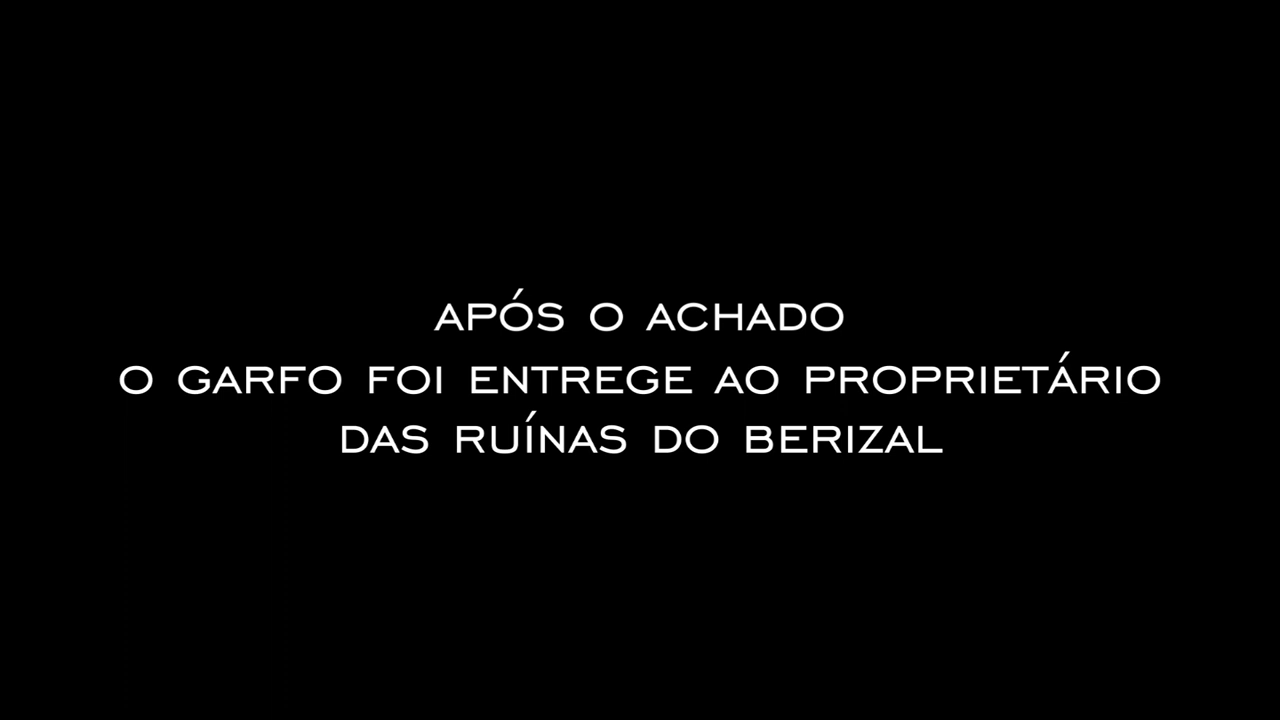 APÓS O ACHADO
O GARFO FOI ENTREGE AO PROPRIETÁRIO
DAS RUÍNAS DO BERIZAL